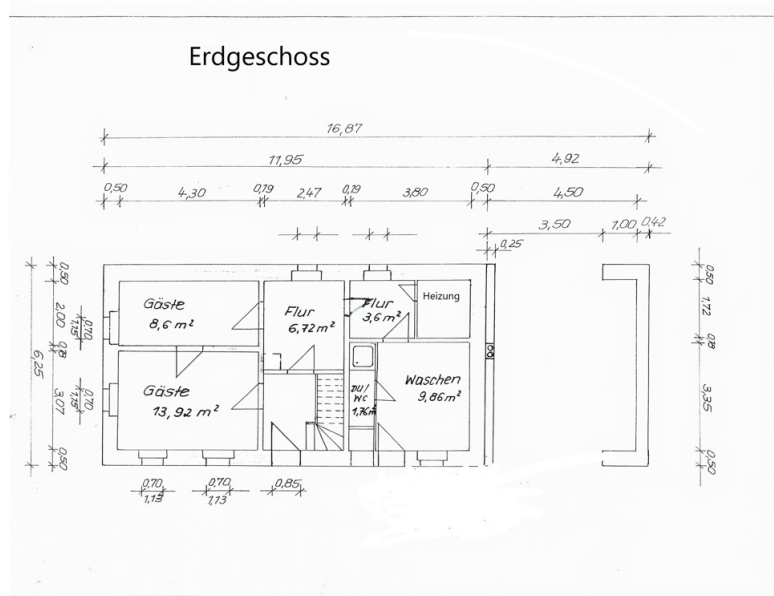 Erdgeschoss
16,87
11,95
4,92
0,50
4,30
0,19
2,47
0,19
3,80
0,50
4,50
3,50
1,00
0,42
0,25
0,50
2,00
0,18
3,07
0,50
6,25
0,70
1,15
0,70
1,15
Gäste
8,6 m²
Flur
6,72 m²
Flur
3,6 m²
Heizung
Gäste
13,92 m²
DU/
WC
1,76 m²
Waschen
9,86 m²
0,50
1,72
0,18
3,35
0,50
0,70
1,13
0,70
1,13
0,85